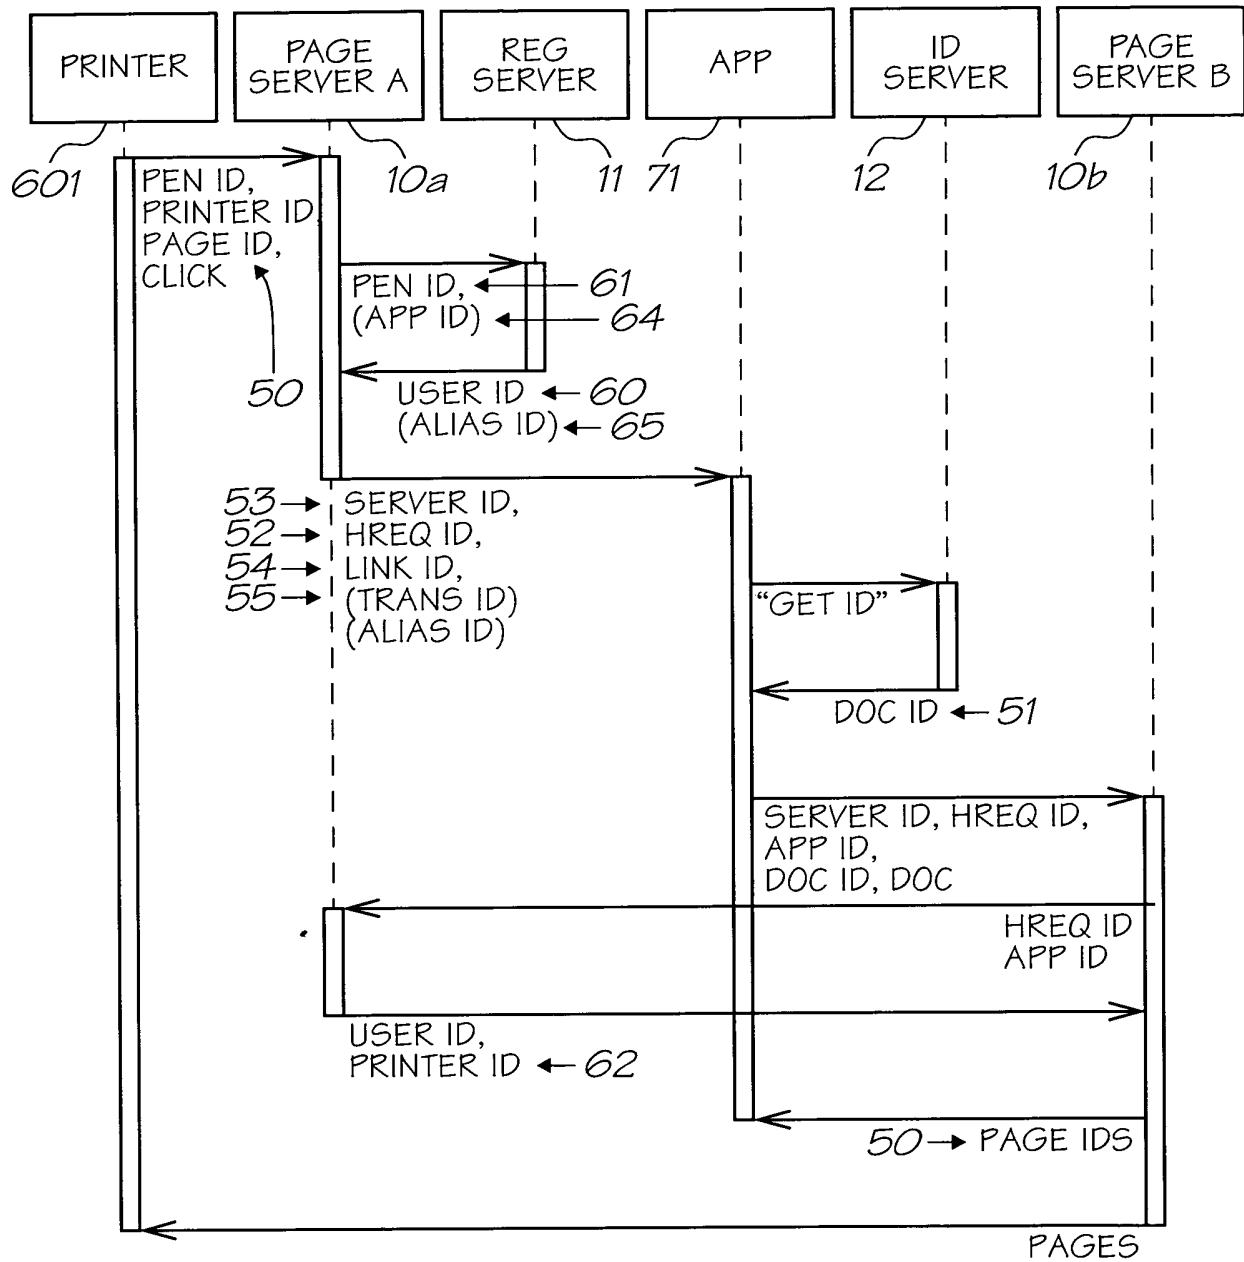 PRINTER
PAGE
SERVER A
REG
SERVER
APP
ID
SERVER
PAGE
SERVER B
601
10a
11
71
12
10b
PEN ID,
PRINTER ID
PAGE ID,
CLICK
50
PEN ID,
(APP ID)
61
64
USER ID
(ALIAS ID)
60
65
53
52
54
55
SERVER ID,
HREQ ID,
LINK ID,
(TRANS ID)
(ALIAS ID)
"GET ID"
DOC ID
51
SERVER ID, HREQ ID,
APP ID,
DOC ID, DOC
HREQ ID
APP ID
USER ID,
PRINTER ID
62
50
PAGE IDS
PAGES